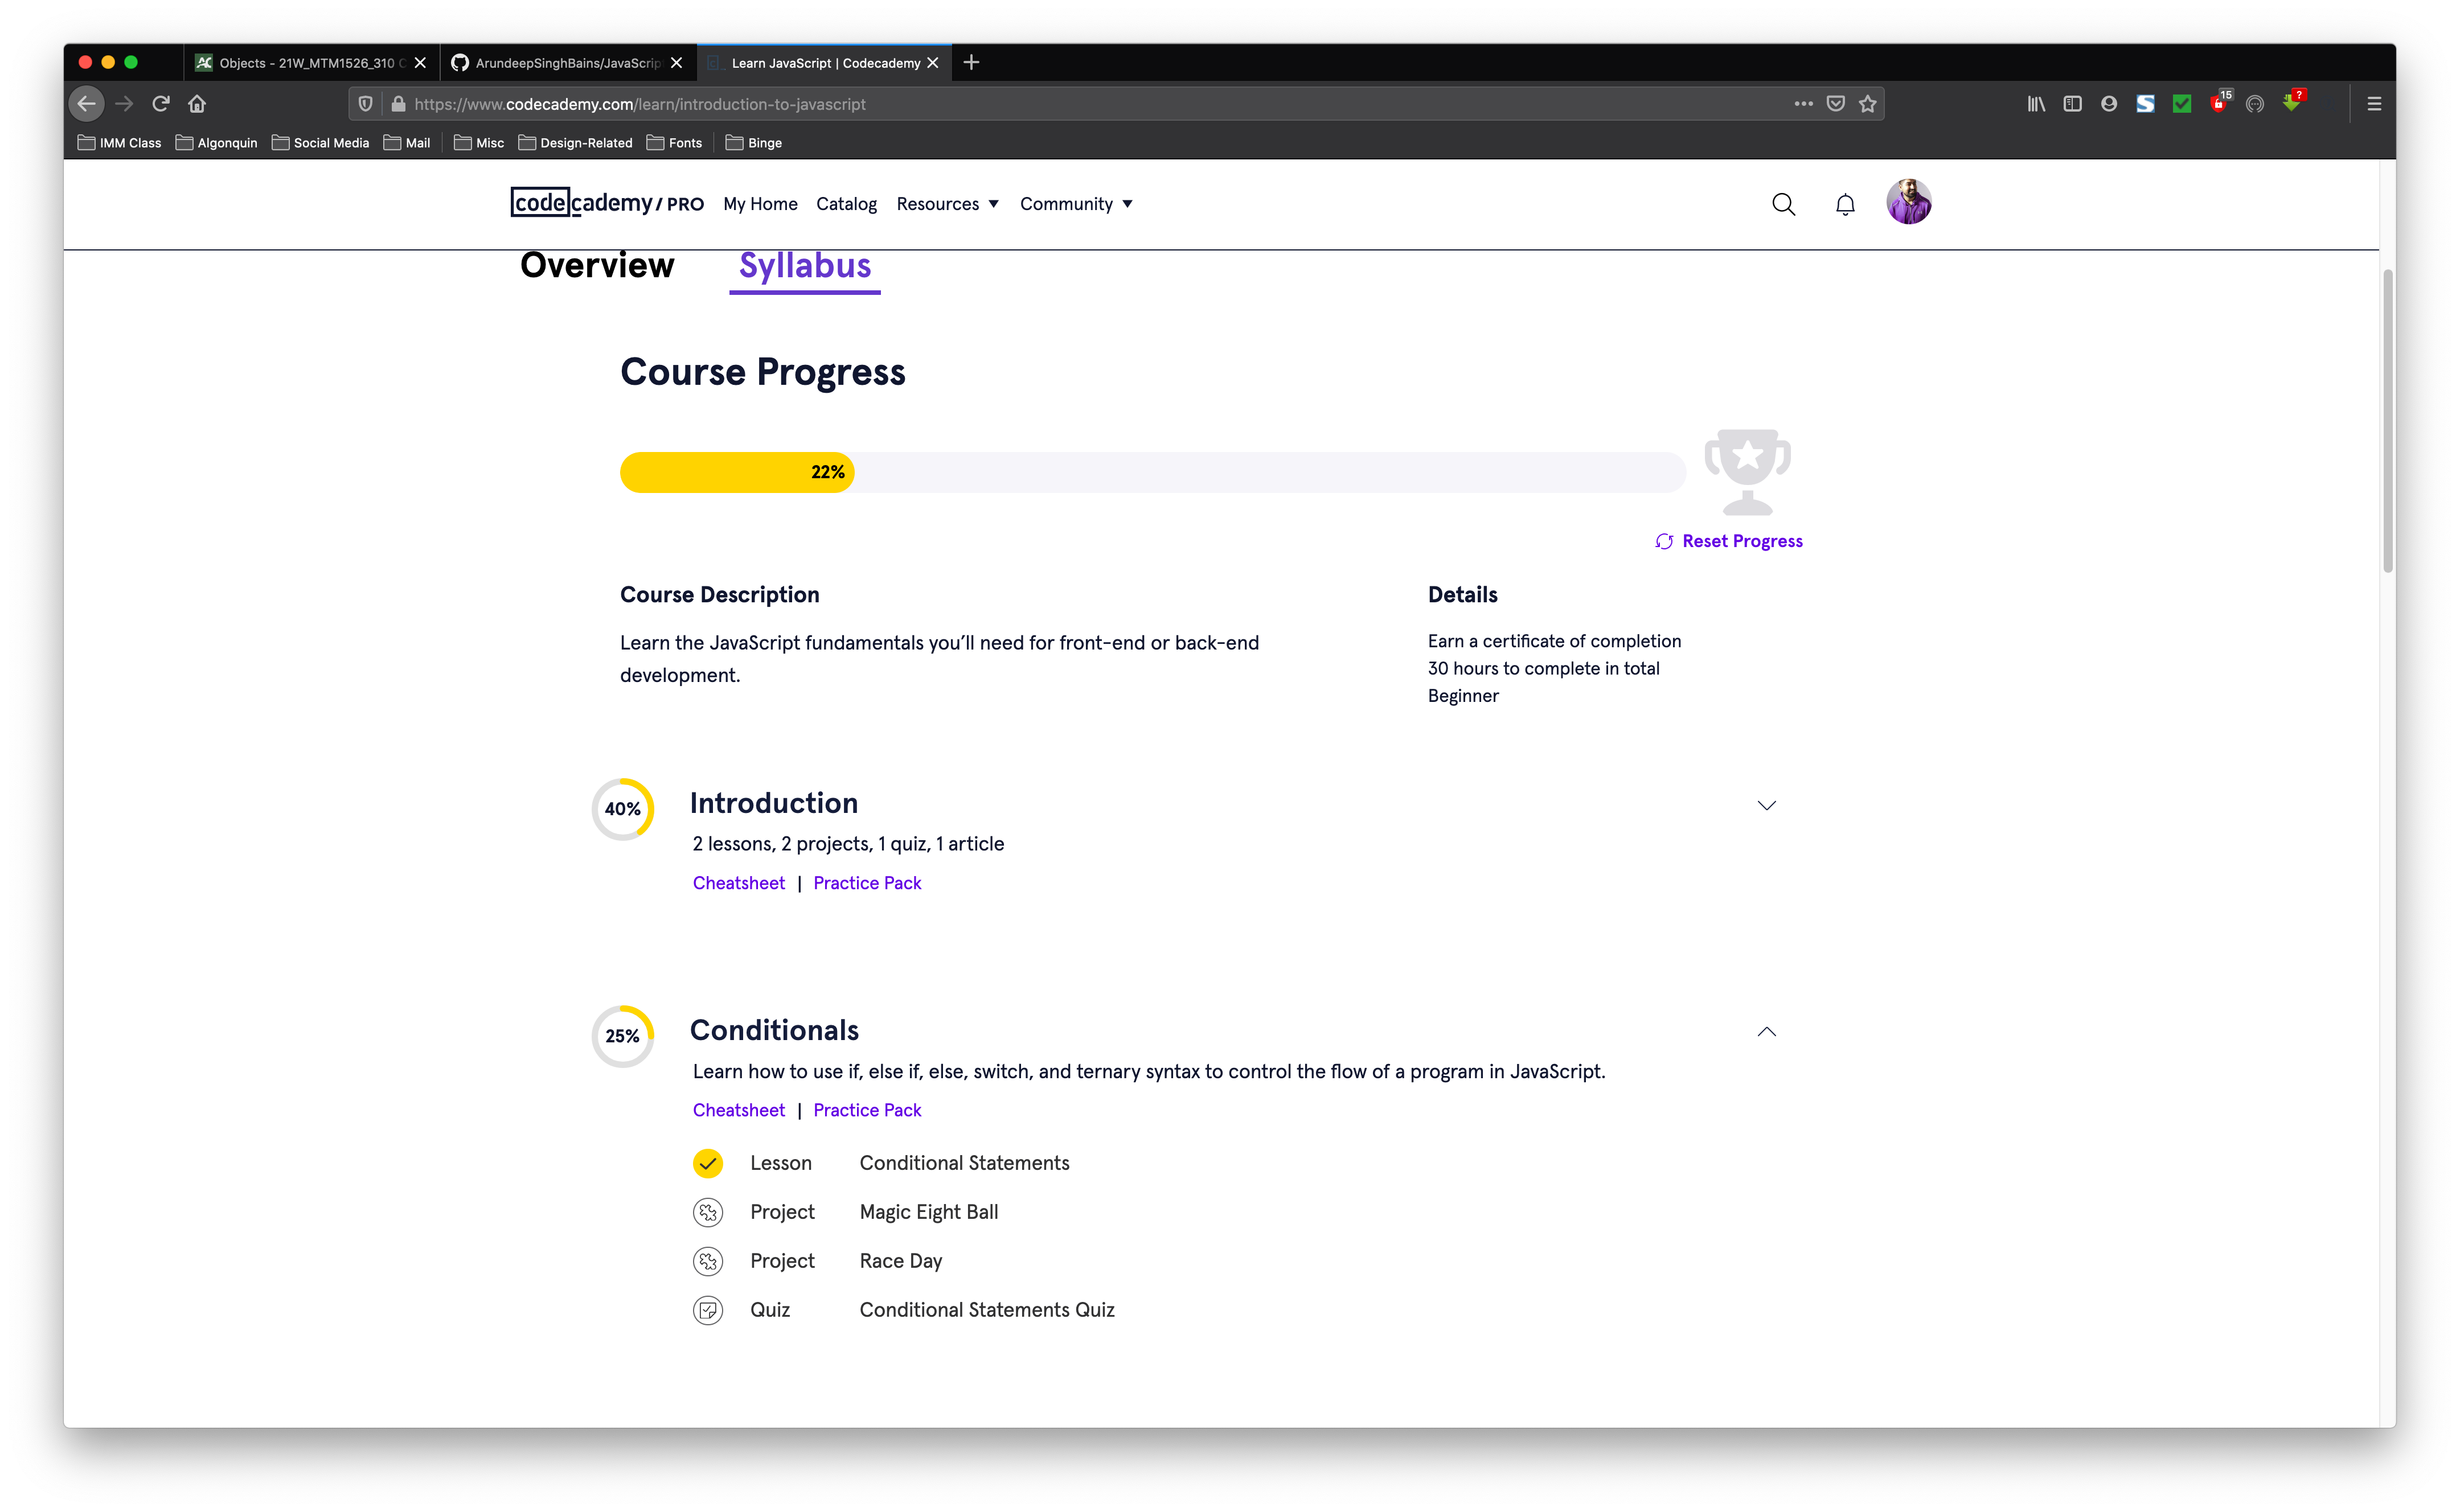 Objects - 21W_MTM1526_310
ArundeepSinghBains/JavaScrip
Learn JavaScript | Codecademy
https://www.codecademy.com/learn/introduction-to-javascript
15
?
IMM Class Algonquin Social Media Mail Misc Design-Related Fonts Binge
codecademy / PRO My Home Catalog Resources Community
Overview Syllabus
Course Progress
22%
Reset Progress
Course Description
Learn the JavaScript fundamentals you’ll need for front-end or back-end
development.
Details
Earn a certificate of completion
30 hours to complete in total
Beginner
40% Introduction
2 lessons, 2 projects, 1 quiz, 1 article
Cheatsheet | Practice Pack
25% Conditionals
Learn how to use if, else if, else, switch, and ternary syntax to control the flow of a program in JavaScript.
Cheatsheet | Practice Pack
Lesson Conditional Statements
Project Magic Eight Ball
Project Race Day
Quiz Conditional Statements Quiz